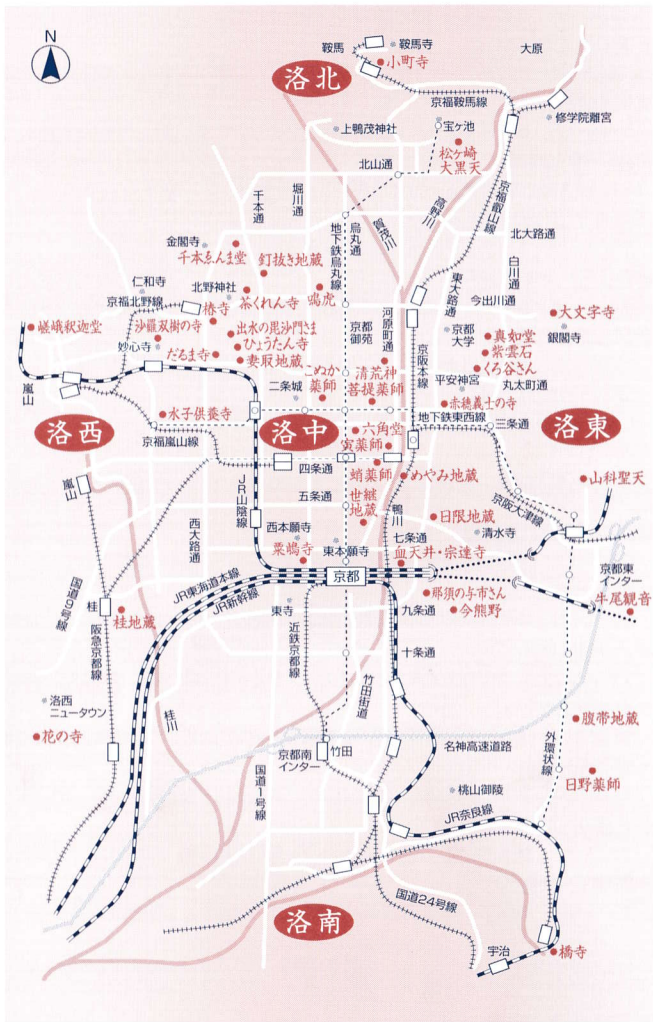 N
鞍馬
鞍馬寺
大原
小町寺
洛北
京福鞍馬線
修学院離宮
上鴨茂神社
宝ヶ池
松ヶ崎
大黒天
北山通
千本通
堀川通
地下鉄烏丸線
烏丸通
賀茂川
高野川
京福叡山線
北大路通
白川通
金閣寺
千本ゑんま堂
釘抜き地蔵
仁和寺
京福北野線
北野神社
椿寺
茶くれん寺
鳴虎
京都
御苑
河原町通
東大路通
今出川通
大文字寺
銀閣寺
嵯峨釈迦堂
沙羅双樹の寺
出水の毘沙門さま
ひょうたん寺
妙心寺
だるま寺
妻取地蔵
こぬか
薬師
清荒神
菩提薬師
京阪本線
京都
大学
真如堂
紫雲石
くろ谷さん
嵐山
二条城
平安神宮
丸太町通
水子供養寺
赤穂義士の寺
地下鉄東西線
洛西
京福嵐山線
洛中
六角堂
寅薬師
三条通
洛東
嵐山
四条通
蛸薬師
めやみ地蔵
山科聖天
JR山陰線
五条通
世継
地蔵
鴨川
日限地蔵
京阪大津線
西大路通
西本願寺
清水寺
七条通
粟嶋寺
東本願寺
血天井・宗連寺
京都
京都東
インター
国道9号線
桂
JR東海道本線
JR新幹線
桂地蔵
阪急京都線
東寺
近鉄京都線
九条通
那須の与市さん
今熊野
牛尾観音
十条通
洛西
ニュータウン
桂川
竹田街道
花の寺
腹帯地蔵
京都南
インター
竹田
名神高速道路
外環状線
国道1号線
桃山御陵
日野薬師
JR奈良線
国道24号線
洛南
宇治
橋寺